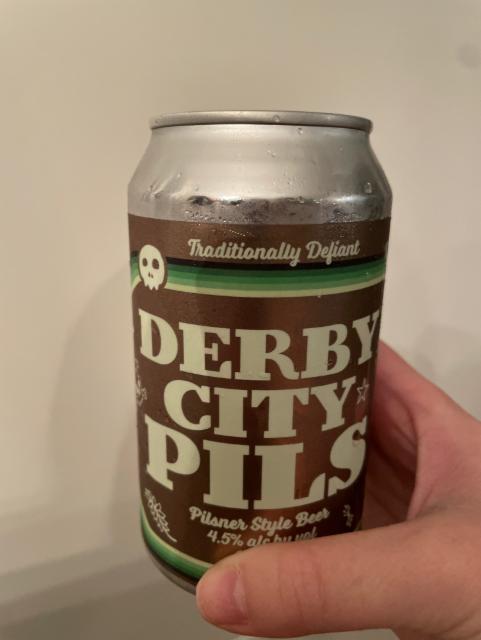 Traditionally Defiant
DERBY
CITY
PILS
Pilsner Style Beer
4.5% alc by vol